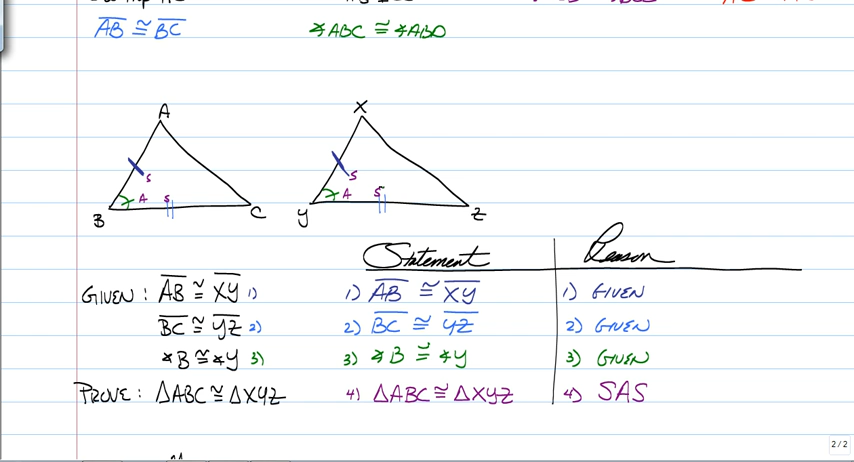 AB ≅ BC
∢ABC ≅ ∢ABD
A
X
S
S
A
S
A
S
B
C
Y
Z
Statement
Reason
GIVEN : AB ≅ XY 1)
1) AB ≅ XY
1) GIVEN
BC ≅ YZ 2)
2) BC ≅ YZ
2) GIVEN
∢B ≅ ∢Y 3)
3) ∢B ≅ ∢Y
3) GIVEN
PROVE : △ABC ≅ △XYZ
4) △ABC ≅ △XYZ
4) SAS
2 / 2